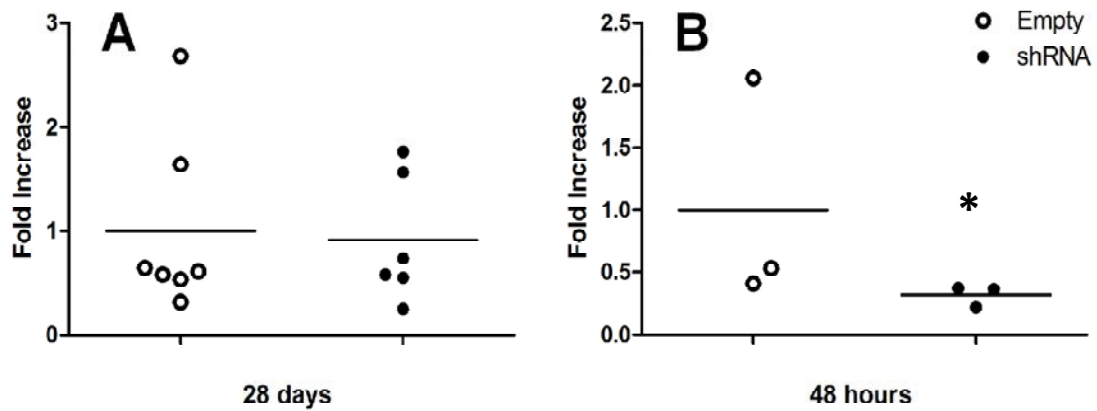 A
Fold Increase
3
2
1
0
28 days
B
Fold Increase
2.5
2.0
1.5
1.0
0.5
0.0
*
48 hours
Empty
shRNA